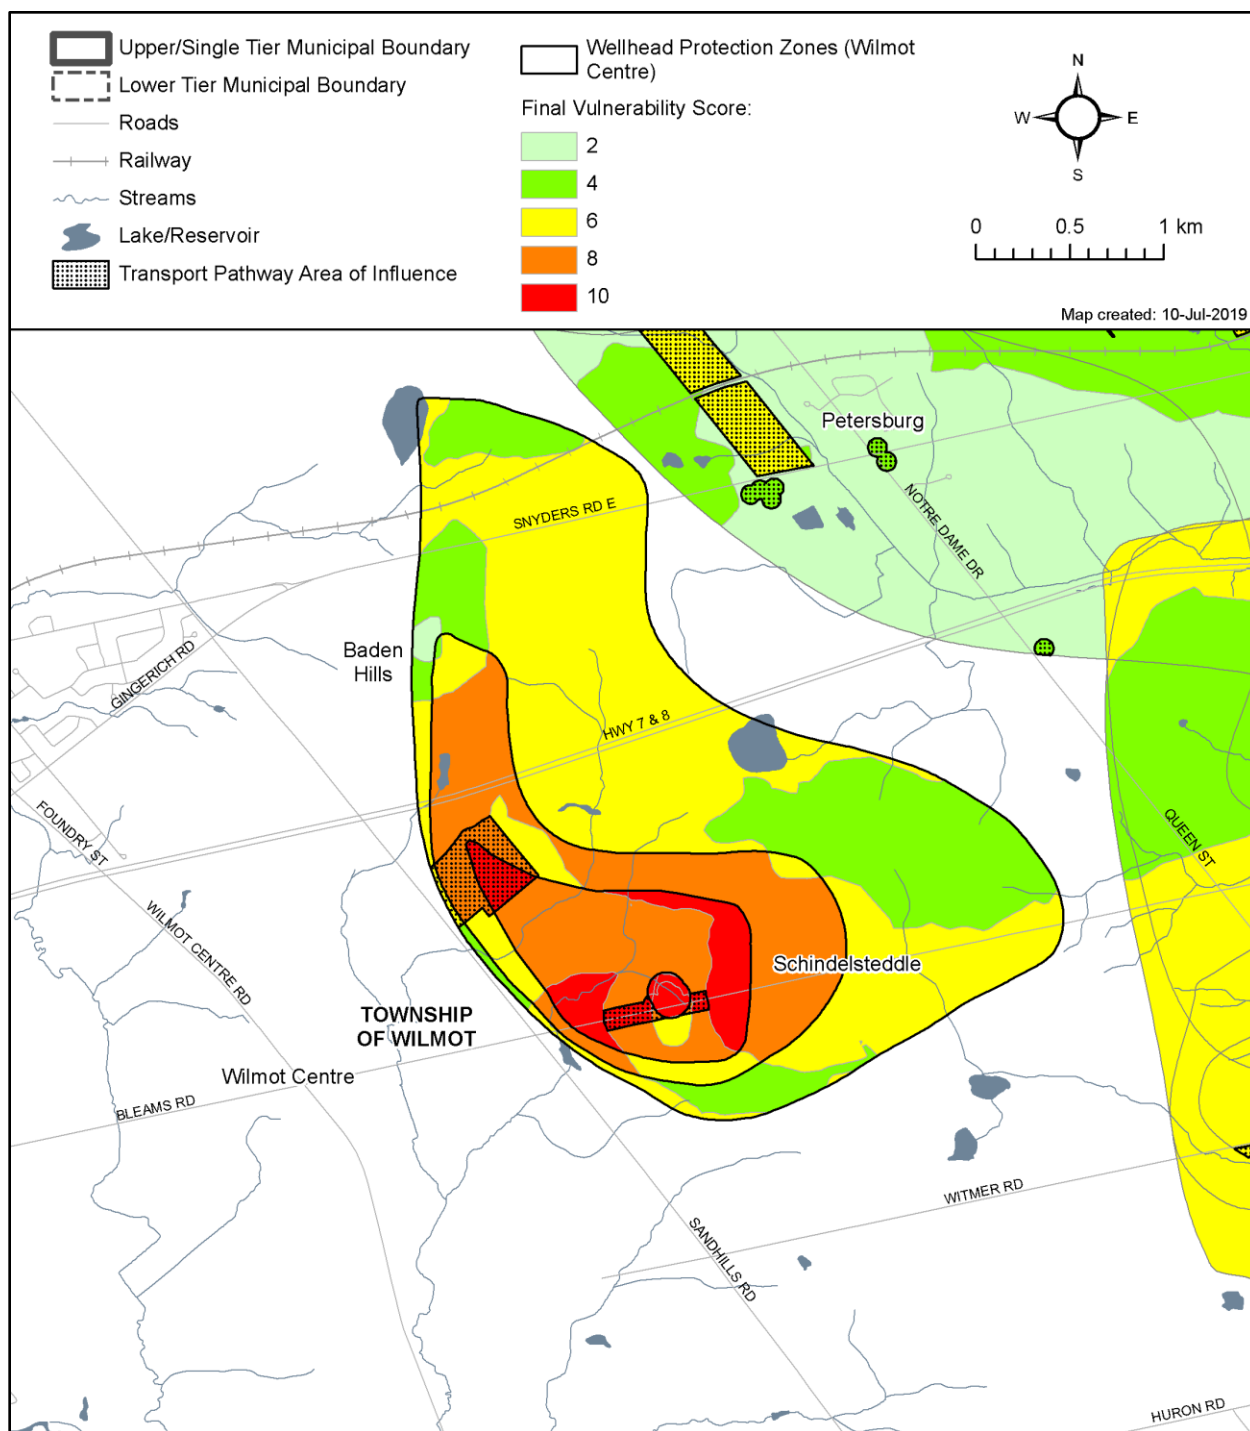 Upper/Single Tier Municipal Boundary
Lower Tier Municipal Boundary
Roads
Railway
Streams
Lake/Reservoir
Transport Pathway Area of Influence
Wellhead Protection Zones (Wilmot
Centre)
Final Vulnerability Score:
2
4
6
8
10
N
W
E
S
0
0.5
1 km
Map created: 10-Jul-2019
Petersburg
SNYDERS RD E
NOTRE DAME DR
Baden
Hills
GINGERICH RD
HWY 7 & 8
FOUNDRY ST
QUEEN ST
WILMOT CENTRE RD
Schindelsteddle
TOWNSHIP
OF WILMOT
Wilmot Centre
BLEAMS RD
WITMER RD
SANDHILLS RD
HURON RD